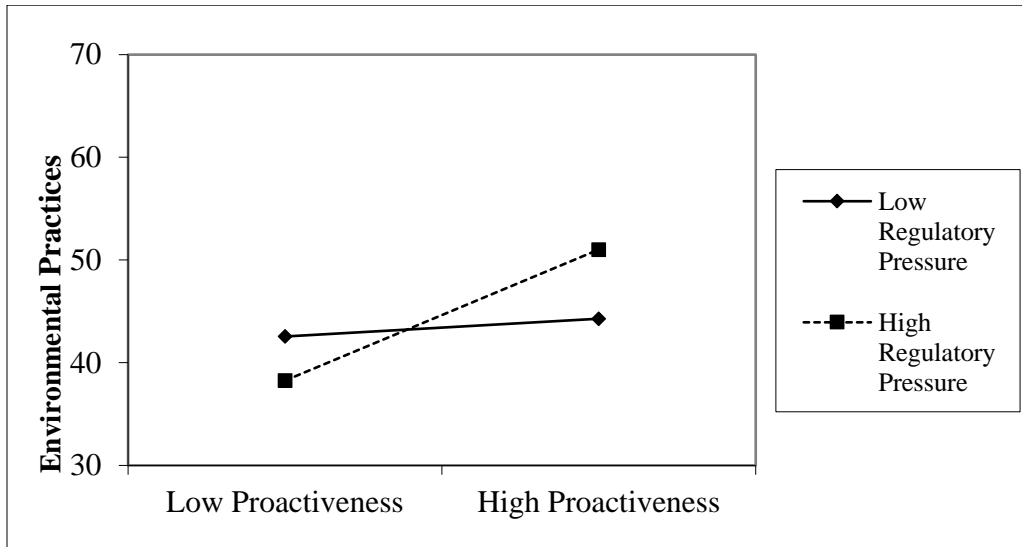 70
60
50
40
30
Environmental Practices
Low Proactiveness
High Proactiveness
Low
Regulatory
Pressure
High
Regulatory
Pressure